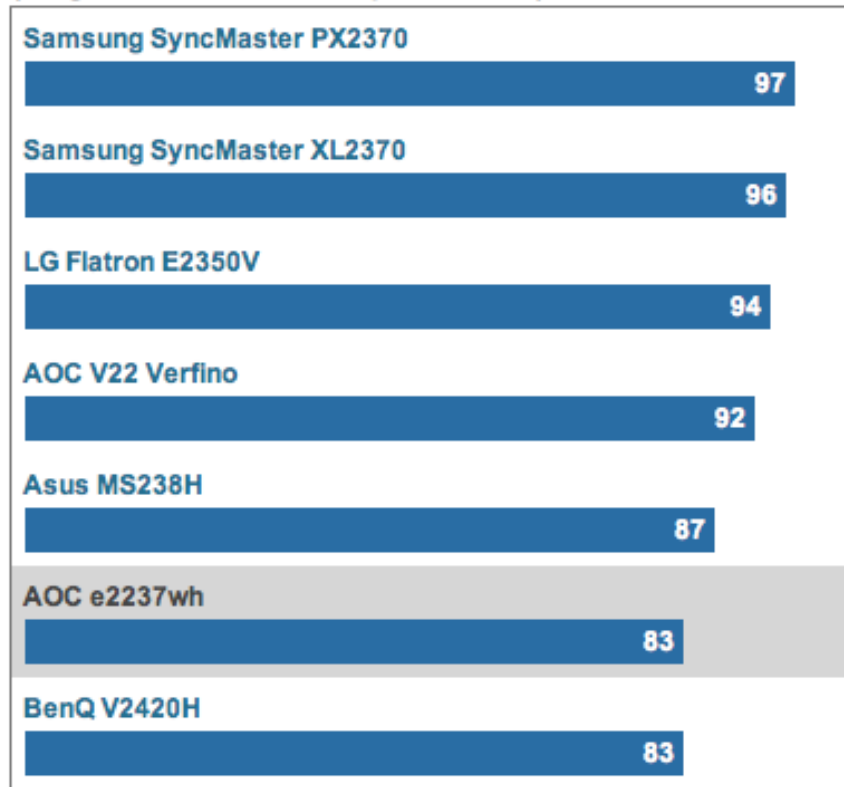 Samsung SyncMaster PX2370
97
Samsung SyncMaster XL2370
96
LG Flatron E2350V
94
AOC V22 Verfino
92
Asus MS238H
87
AOC e2237wh
83
BenQ V2420H
83